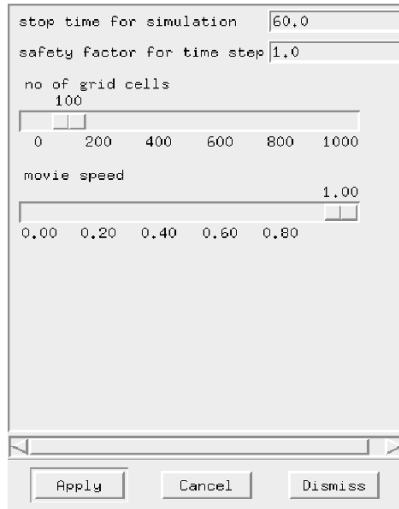 stop time for simulation 60.0
safety factor for time step 1.0
no of grid cells
100
0 200 400 600 800 1000
movie speed
1.00
0.00 0.20 0.40 0.60 0.80
Apply Cancel Dismiss